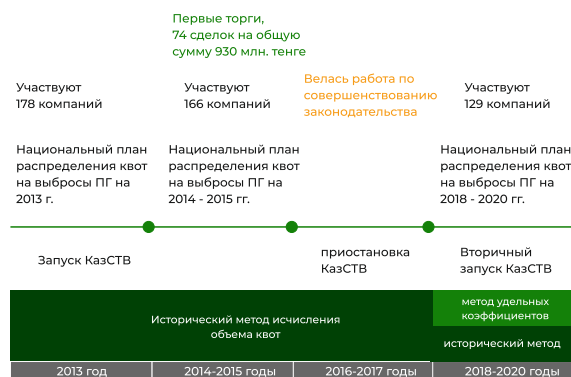 Первые торги,
74 сделок на общую
сумму 930 млн. тенге
Участвуют
178 компаний
Участвуют
166 компаний
Велась работа по
совершенствованию
законодательства
Участвуют
129 компаний
Национальный план
распределения квот
на выбросы ПГ на
2013 г.
Национальный план
распределения квот
на выбросы ПГ на
2014 - 2015 гг.
Национальный план
распределения квот
на выбросы ПГ на
2018 - 2020 гг.
Запуск КазСТВ
приостановка
КазСТВ
Вторичный
запуск КазСТВ
Исторический метод исчисления
объема квот
метод удельных
коэффициентов
исторический метод
2013 год
2014-2015 годы
2016-2017 годы
2018-2020 годы